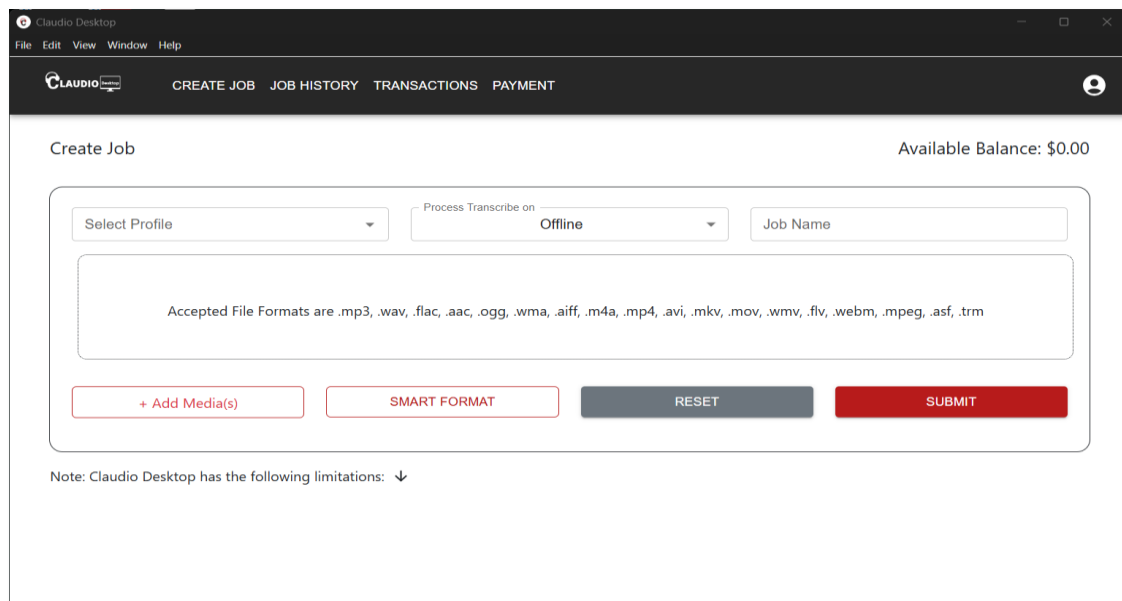 Claudio Desktop
File Edit View Window Help
CLAUDIO Desktop CREATE JOB JOB HISTORY TRANSACTIONS PAYMENT
Create Job Available Balance: $0.00
Process Transcribe on
Select Profile Offline Job Name
Accepted File Formats are .mp3, .wav, .flac, .aac, .ogg, .wma, .aiff, .m4a, .mp4, .avi, .mkv, .mov, .wmv, .flv, .webm, .mpeg, .asf, .trm
+ Add Media(s) SMART FORMAT RESET SUBMIT
Note: Claudio Desktop has the following limitations: